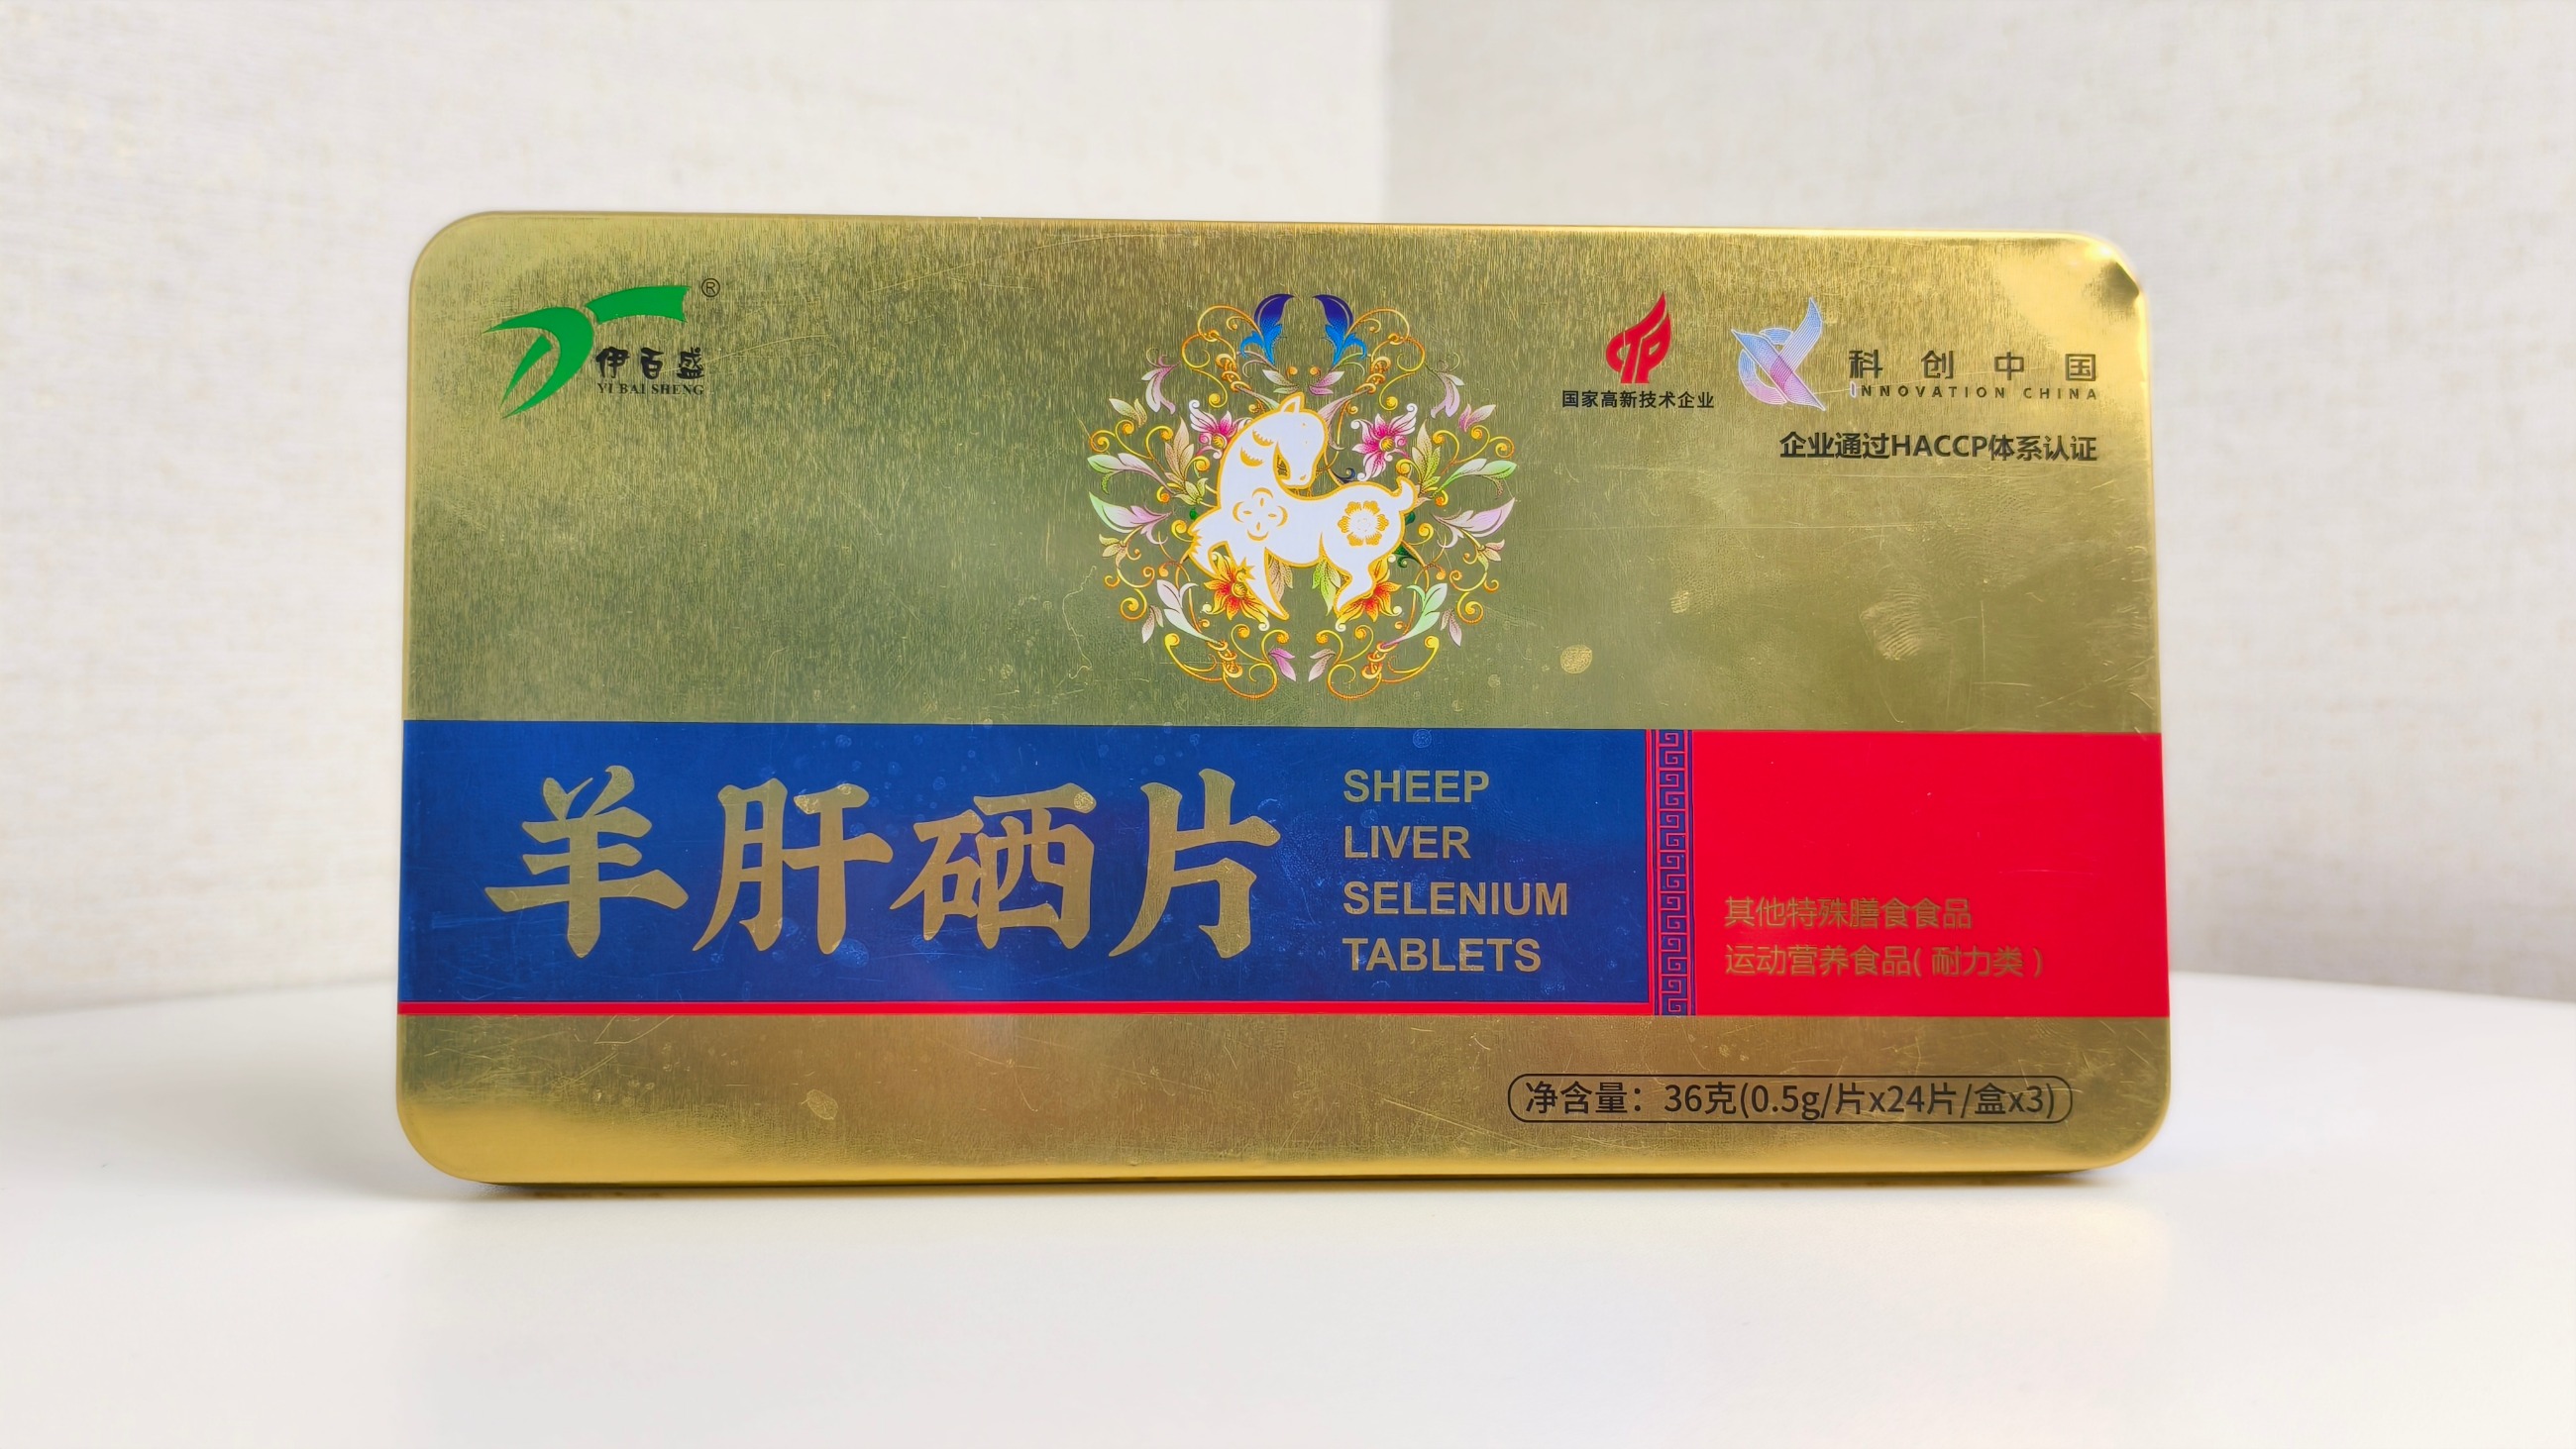 伊百盛
YI BAI SHENG
®
国家高新技术企业
科创中国
INNOVATION CHINA
企业通过HACCP体系认证
羊肝硒片
SHEEP
LIVER
SELENIUM
TABLETS
其他特殊膳食食品
运动营养食品(耐力类)
净含量：36克(0.5g/片x24片/盒x3)